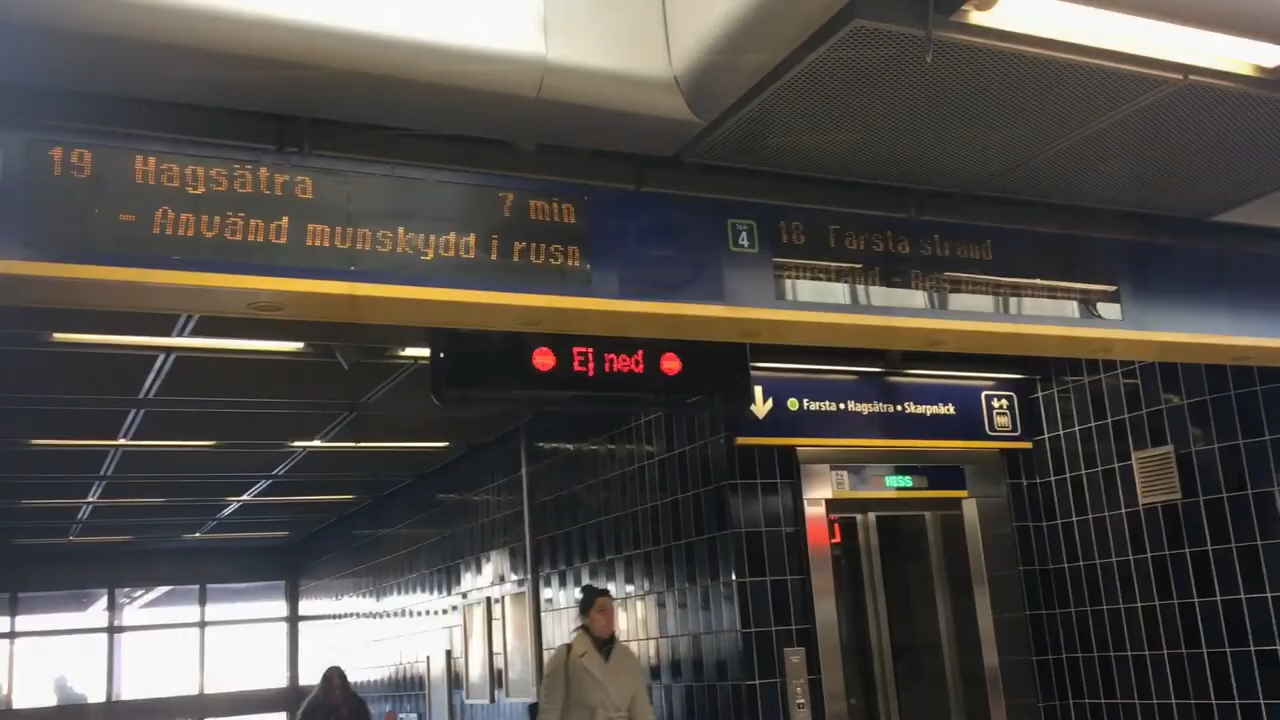 19 Hagsätra 7 min
- Använd munskydd i rusn
Spår 4
18 Farsta strand
Ej ned
Farsta • Hagsätra • Skarpnäck
HISS